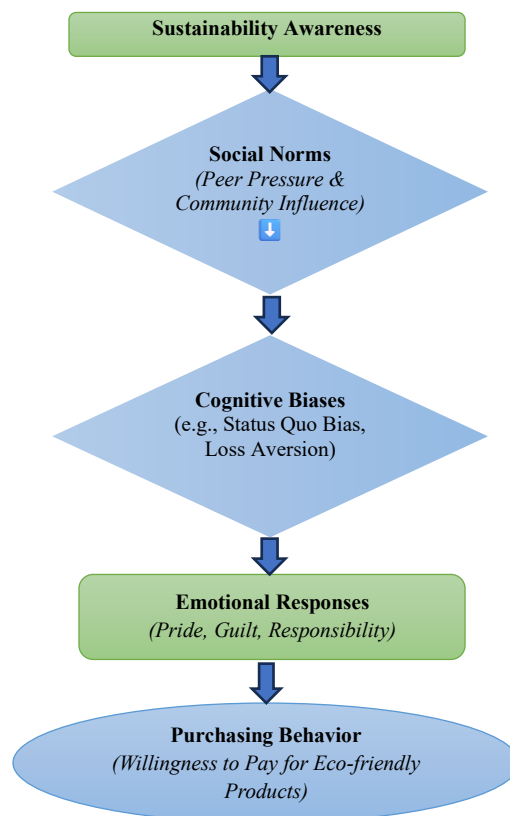 Sustainability Awareness
Social Norms
(Peer Pressure &
Community Influence)
⬇️
Cognitive Biases
(e.g., Status Quo Bias,
Loss Aversion)
Emotional Responses
(Pride, Guilt, Responsibility)
Purchasing Behavior
(Willingness to Pay for Eco-friendly
Products)